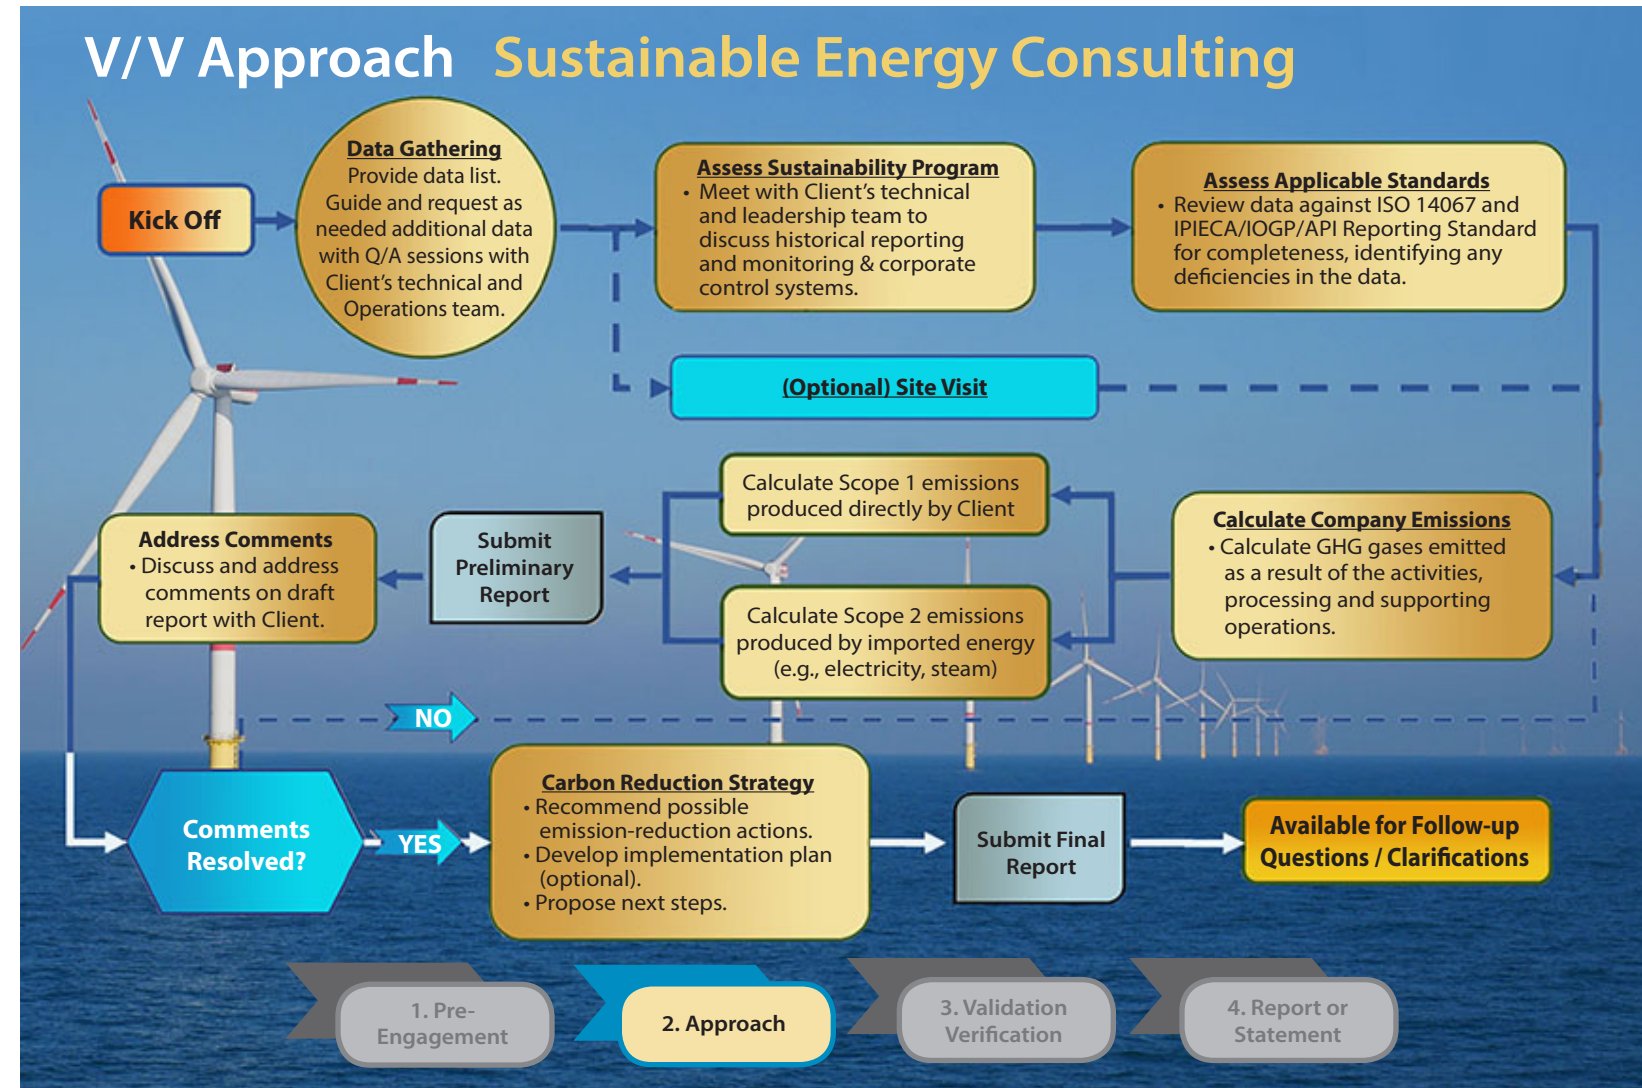 V/V Approach Sustainable Energy Consulting
Kick Off
Data Gathering
Provide data list.
Guide and request as
needed additional data
with Q/A sessions with
Client's technical and
Operations team.
Assess Sustainability Program
• Meet with Client's technical
and leadership team to
discuss historical reporting
and monitoring & corporate
control systems.
Assess Applicable Standards
• Review data against ISO 14067 and
IPIECA/IOGP/API Reporting Standard
for completeness, identifying any
deficiencies in the data.
(Optional) Site Visit
Calculate Company Emissions
• Calculate GHG gases emitted
as a result of the activities,
processing and supporting
operations.
Calculate Scope 1 emissions
produced directly by Client
Calculate Scope 2 emissions
produced by imported energy
(e.g., electricity, steam)
Submit
Preliminary
Report
Address Comments
• Discuss and address
comments on draft
report with Client.
NO
Comments
Resolved?
YES
Carbon Reduction Strategy
• Recommend possible
emission-reduction actions.
• Develop implementation plan
(optional).
• Propose next steps.
Submit Final
Report
Available for Follow-up
Questions / Clarifications
1. Pre-
Engagement
2. Approach
3. Validation
Verification
4. Report or
Statement